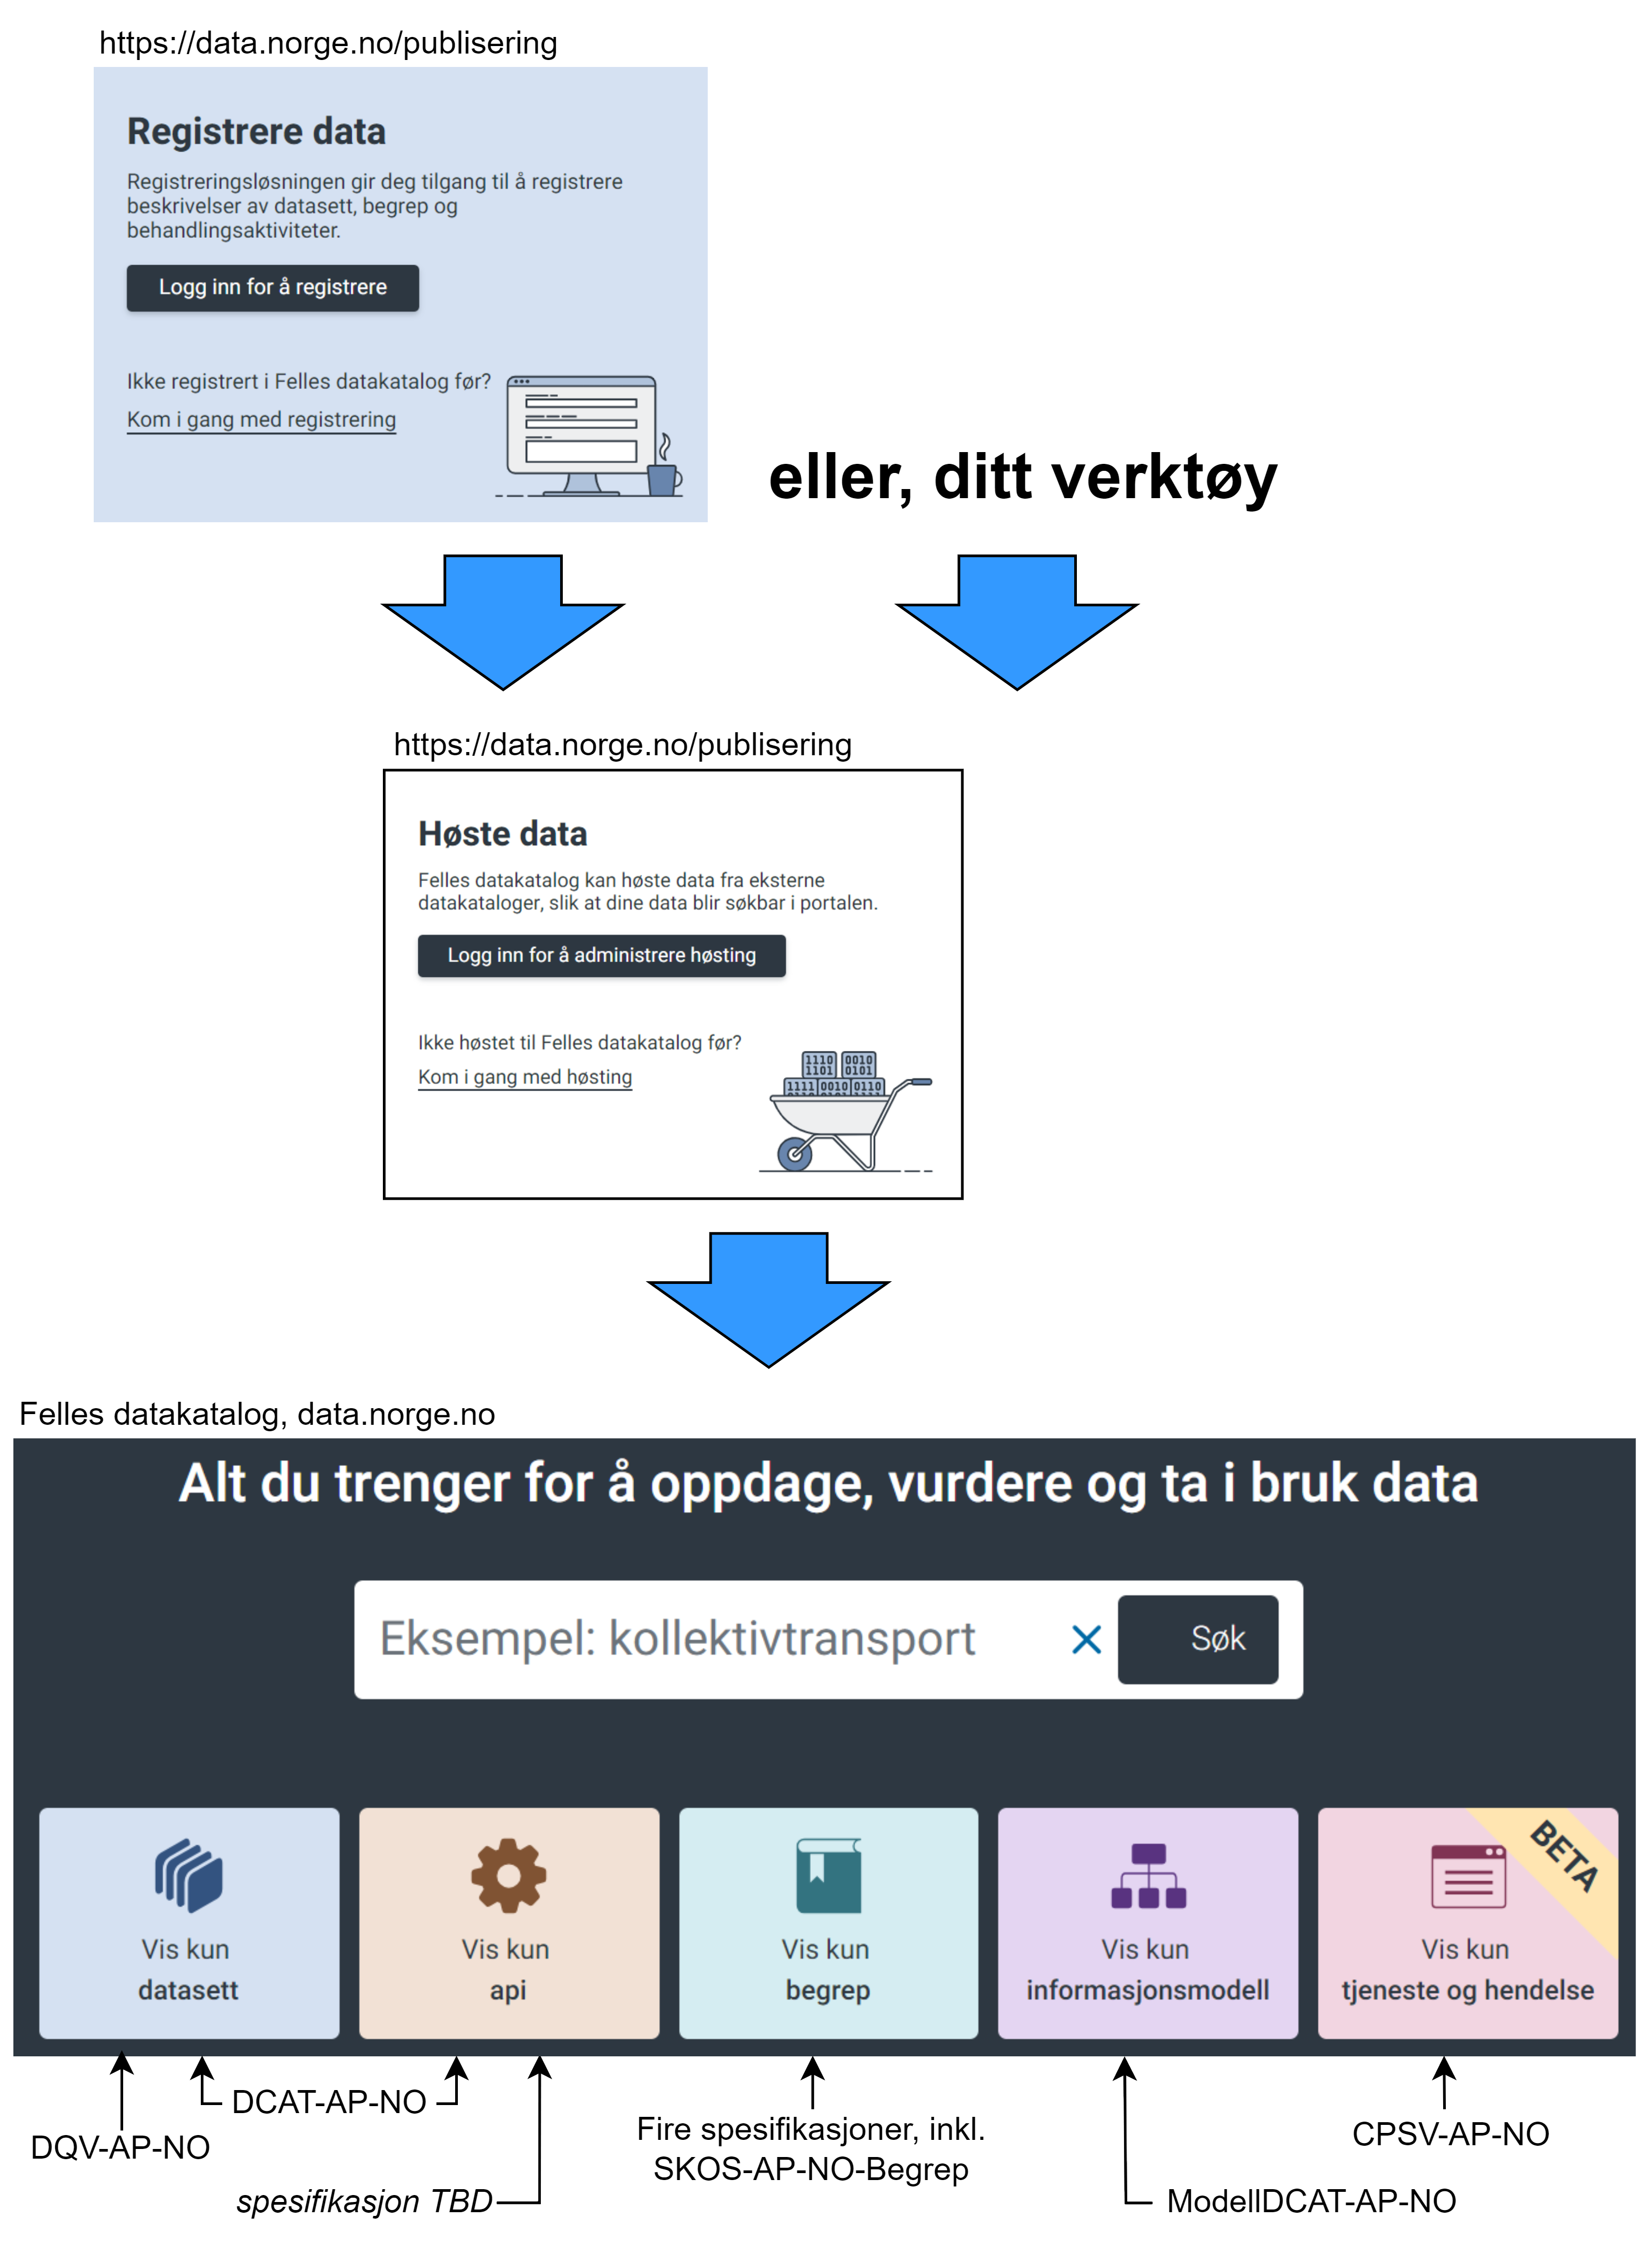 https://data.norge.no/publisering
Registrere data
Registreringsløsningen gir deg tilgang til å registrere
beskrivelser av datasett, begrep og
behandlingsaktiviteter.
Logg inn for å registrere
Ikke registrert i Felles datakatalog før?
Kom i gang med registrering
eller, ditt verktøy
https://data.norge.no/publisering
Høste data
Felles datakatalog kan høste data fra eksterne
datakataloger, slik at dine data blir søkbar i portalen.
Logg inn for å administrere høsting
Ikke høstet til Felles datakatalog før?
Kom i gang med høsting
1110 0010
1101 0101
1111 0010 0110
Felles datakatalog, data.norge.no
Alt du trenger for å oppdage, vurdere og ta i bruk data
Eksempel: kollektivtransport
Søk
Vis kun
datasett
Vis kun
api
Vis kun
begrep
Vis kun
informasjonsmodell
BETA
Vis kun
tjeneste og hendelse
DCAT-AP-NO
DQV-AP-NO
spesifikasjon TBD
Fire spesifikasjoner, inkl.
SKOS-AP-NO-Begrep
CPSV-AP-NO
ModellDCAT-AP-NO